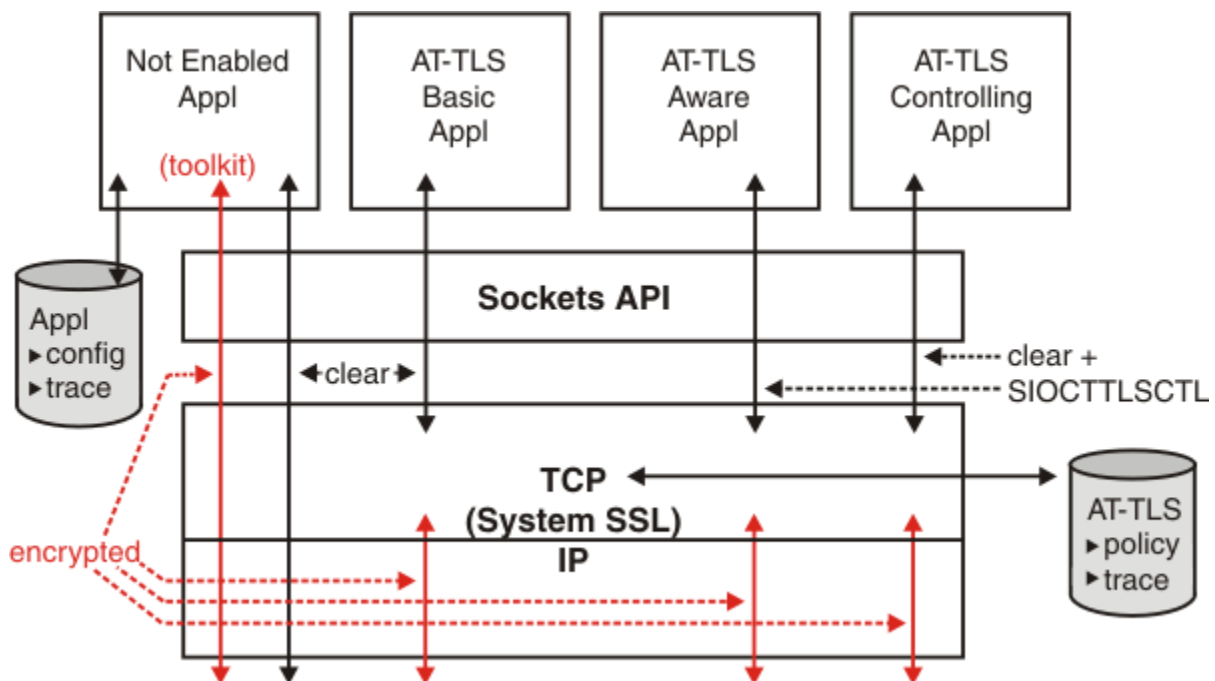 Not Enabled
Appl
(toolkit)
AT-TLS
Basic
Appl
AT-TLS
Aware
Appl
AT-TLS
Controlling
Appl
Sockets API
Appl
▸ config
▸ trace
clear
clear +
SIOCTTLSCTL
TCP
(System SSL)
IP
encrypted
AT-TLS
▸ policy
▸ trace